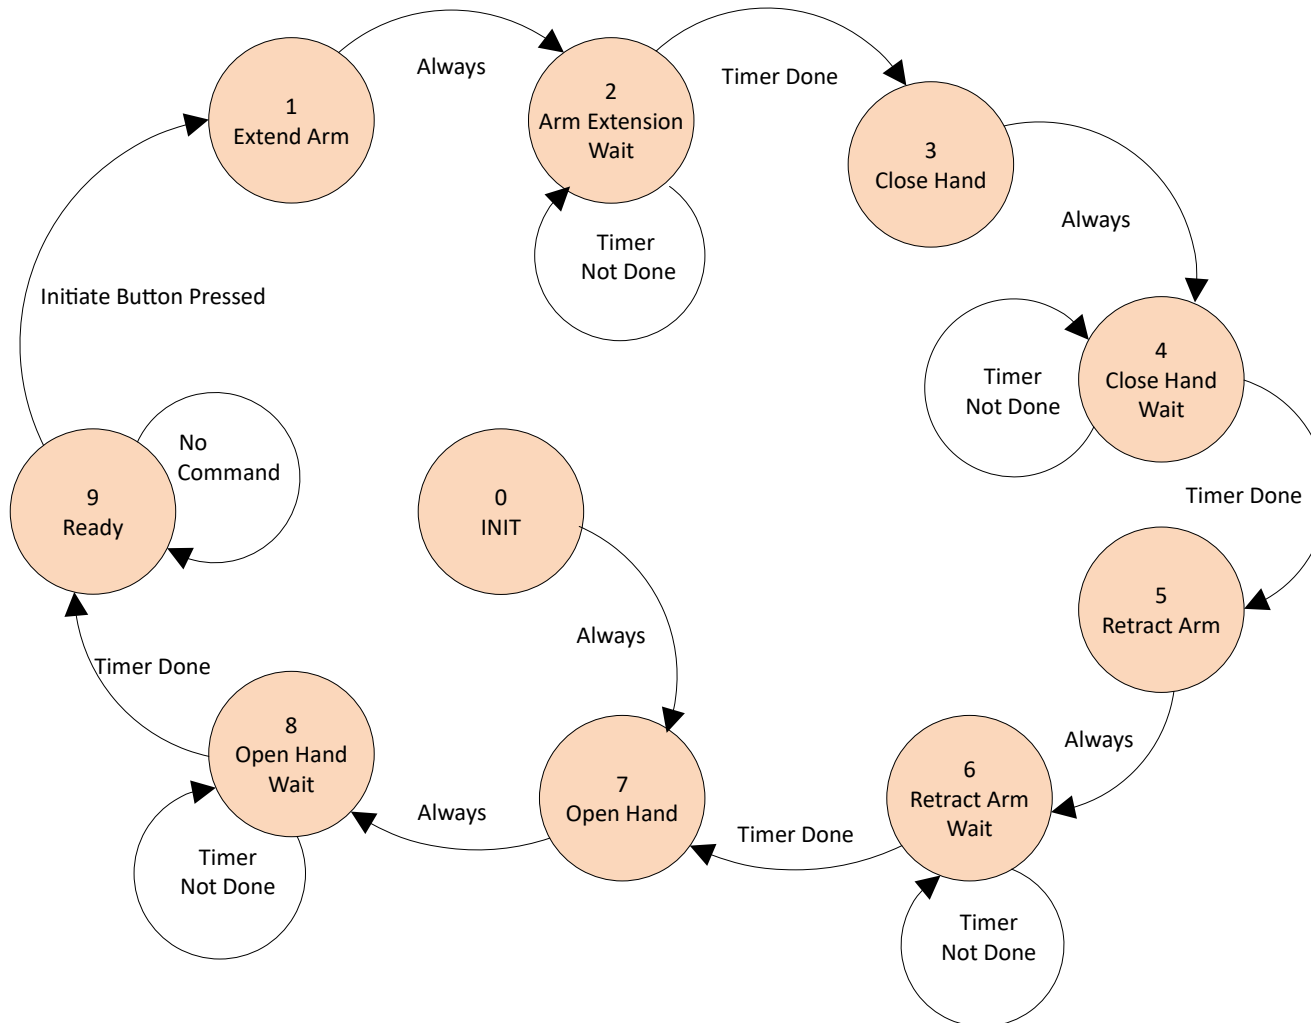 1
Extend Arm
Always
2
Arm Extension
Wait
Timer Done
3
Close Hand
Timer
Not Done
Always
Initiate Button Pressed
4
Close Hand
Wait
Timer
Not Done
Timer Done
No
Command
9
Ready
0
INIT
5
Retract Arm
Always
Timer Done
8
Open Hand
Wait
Always
6
Retract Arm
Wait
7
Open Hand
Always
Timer Done
Timer
Not Done
Timer
Not Done